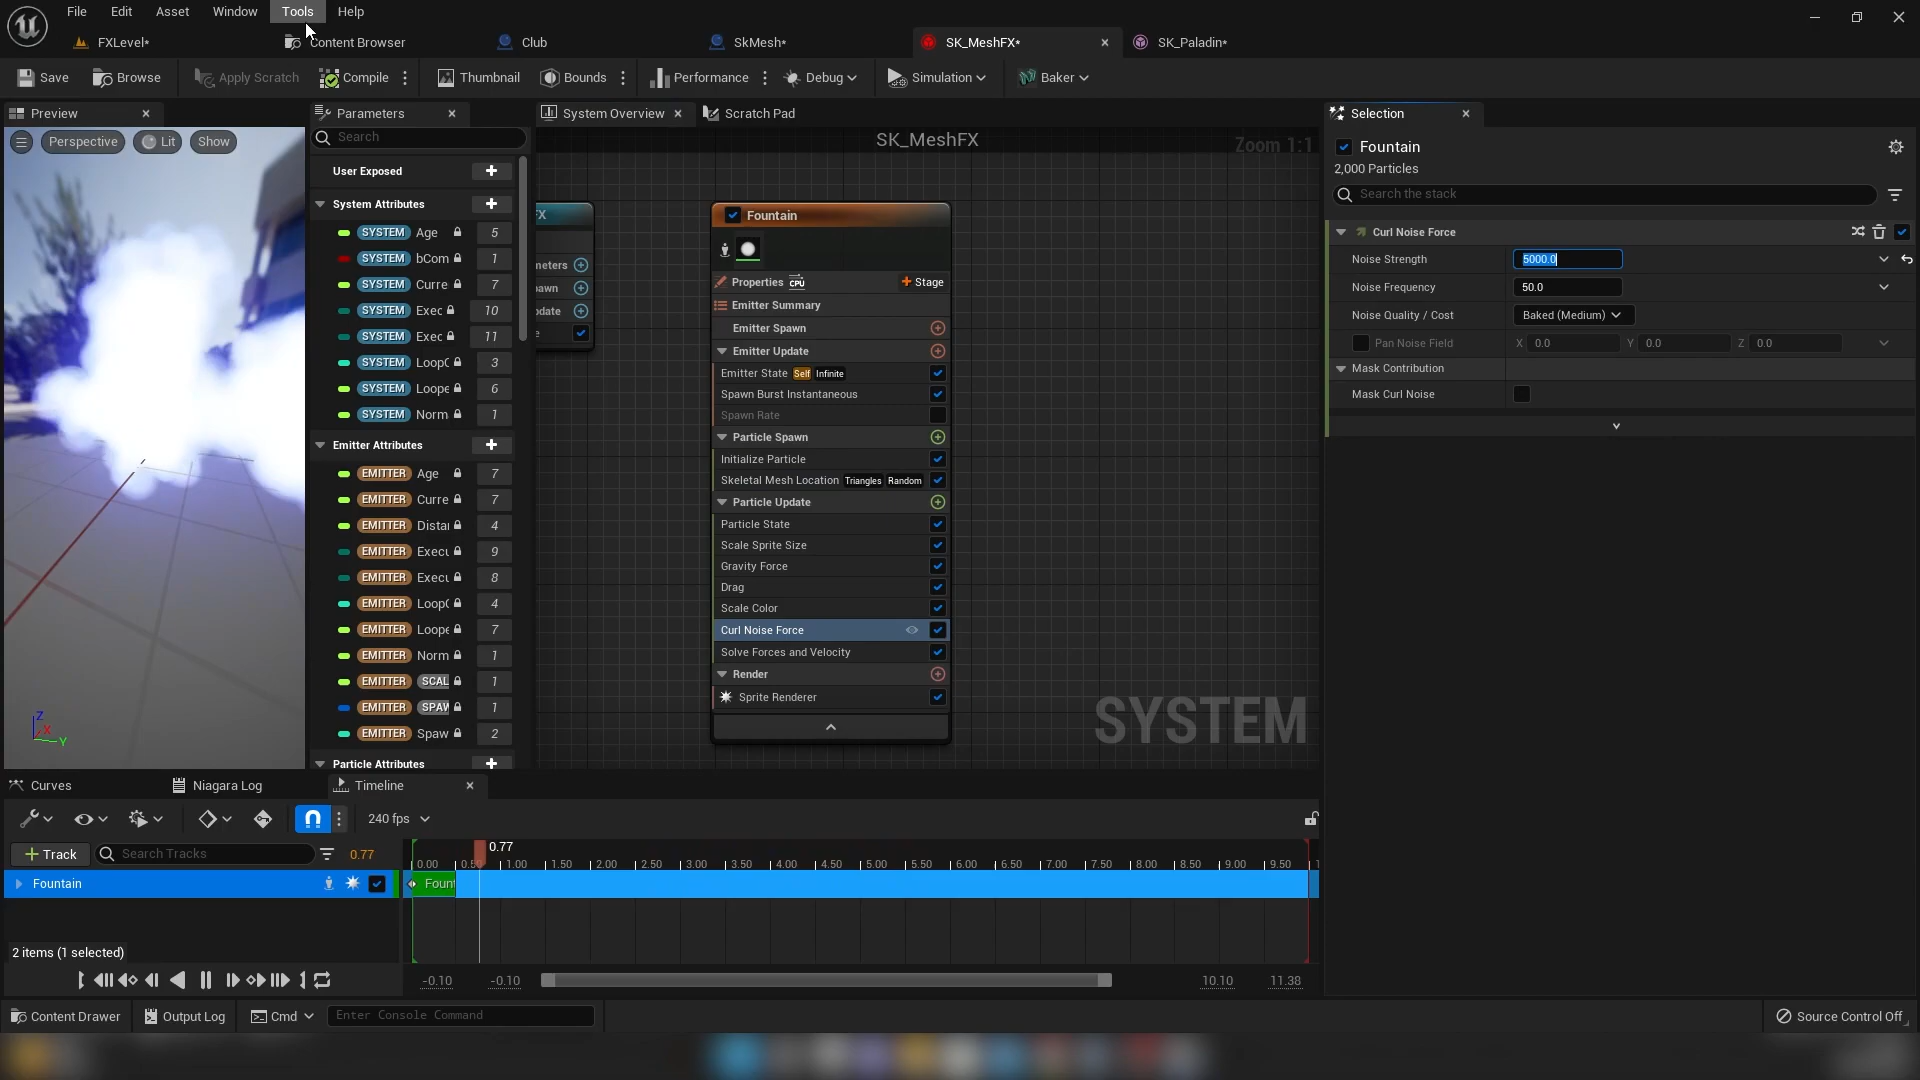 File Edit Asset Window Tools Help
FXLevel* Content Browser Club SkMesh* SK_MeshFX* SK_Paladin*
Save Browse Apply Scratch Compile Thumbnail Bounds Performance Debug Simulation Baker
Preview
Perspective Lit Show
Z X Y
Parameters
Search
User Exposed
System Attributes
SYSTEM Age 5
SYSTEM bCom 1
SYSTEM Curre 7
SYSTEM Exec 10
SYSTEM Exec 11
SYSTEM Loop 3
SYSTEM Loope 6
SYSTEM Norm 1
Emitter Attributes
EMITTER Age 7
EMITTER Curre 7
EMITTER Distar 4
EMITTER Execu 9
EMITTER Execu 8
EMITTER Loop 4
EMITTER Loope 7
EMITTER Norm 1
EMITTER SCAL 1
EMITTER SPAW 1
EMITTER Spaw 2
Particle Attributes
System Overview Scratch Pad
SK_MeshFX
Zoom 1:1
FX
meters
pawn
pdate
e
Fountain
Properties CPU Stage
Emitter Summary
Emitter Spawn
Emitter Update
Emitter State Self Infinite
Spawn Burst Instantaneous
Spawn Rate
Particle Spawn
Initialize Particle
Skeletal Mesh Location Triangles Random
Particle Update
Particle State
Scale Sprite Size
Gravity Force
Drag
Scale Color
Curl Noise Force
Solve Forces and Velocity
Render
Sprite Renderer
SYSTEM
Selection
Fountain
2,000 Particles
Search the stack
Curl Noise Force
Noise Strength 5000.0
Noise Frequency 50.0
Noise Quality / Cost Baked (Medium)
Pan Noise Field X 0.0 Y 0.0 Z 0.0
Mask Contribution
Mask Curl Noise
Curves Niagara Log Timeline
240 fps
Track Search Tracks 0.77
0.77
0.00 0.50 1.00 1.50 2.00 2.50 3.00 3.50 4.00 4.50 5.00 5.50 6.00 6.50 7.00 7.50 8.00 8.50 9.00 9.50 1
Fountain Fount
2 items (1 selected)
-0.10 -0.10 10.10 11.38
Content Drawer Output Log Cmd Enter Console Command Source Control Off